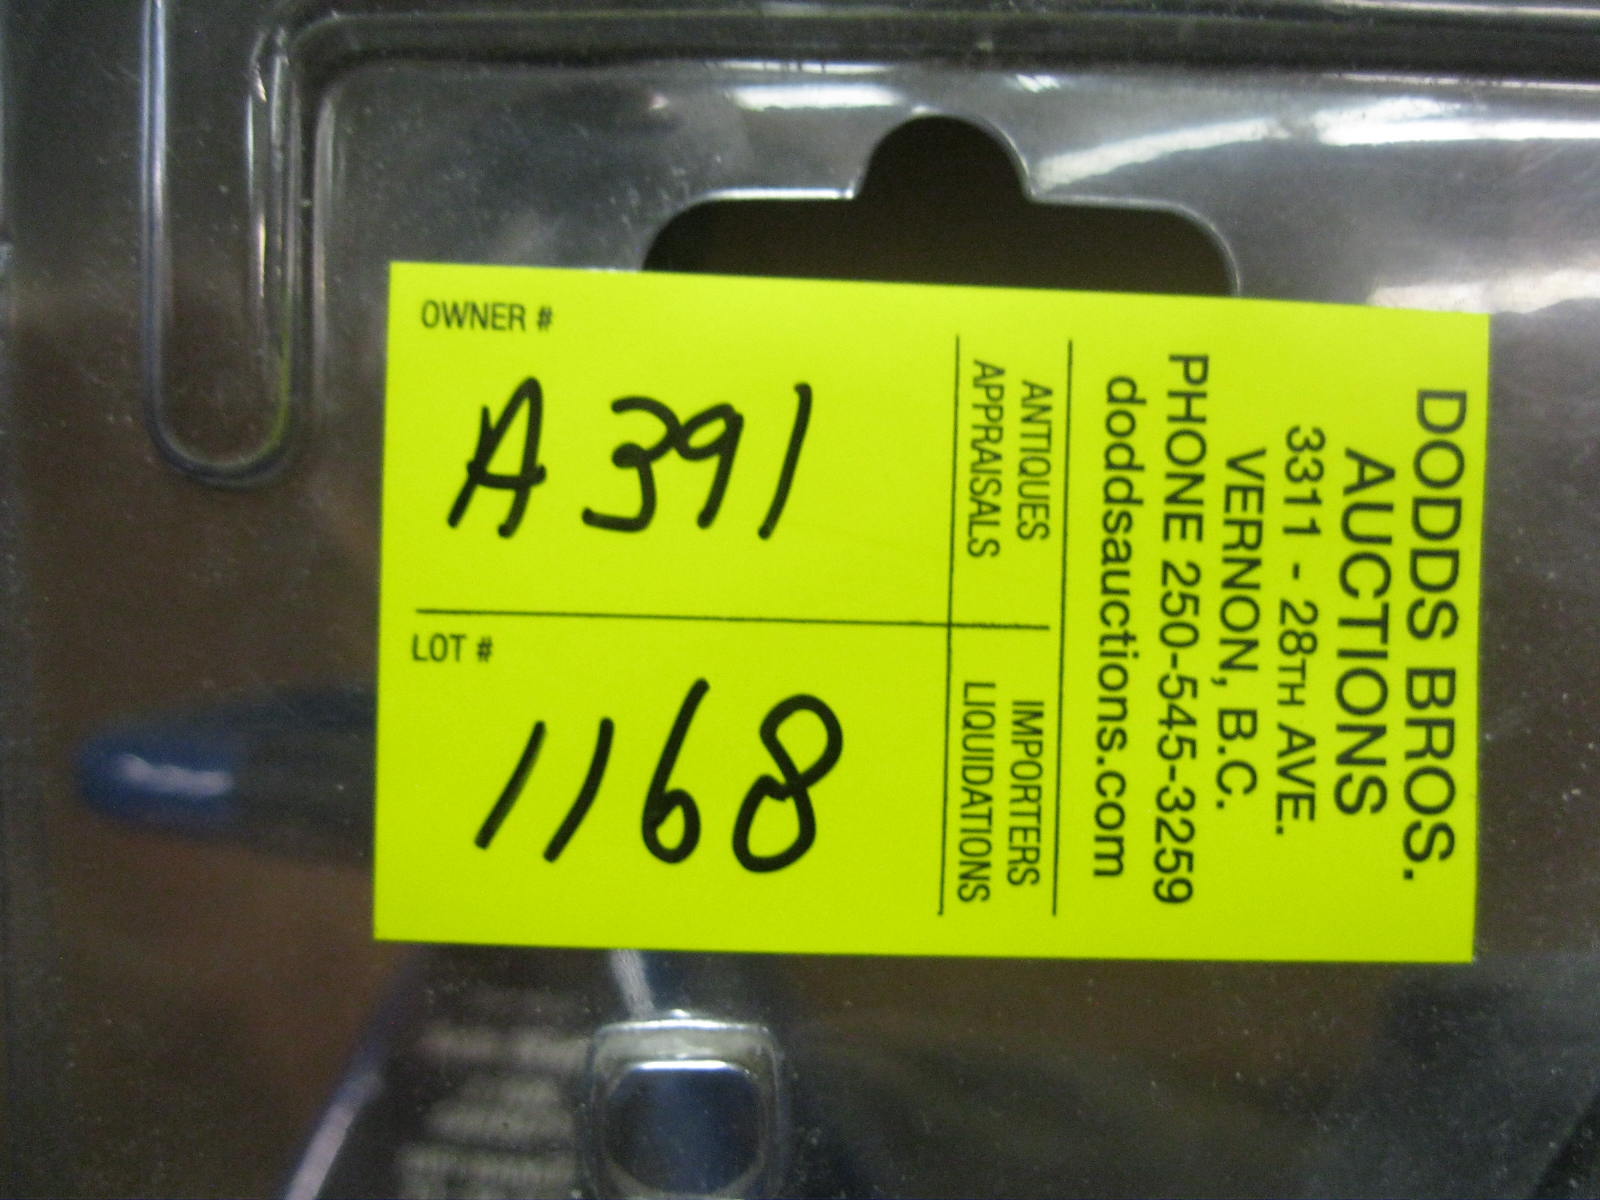 OWNER #
A391
LOT #
1168
DODDS BROS.
AUCTIONS
3311 - 28TH AVE.
VERNON, B.C.
PHONE 250-545-3259
doddsauctions.com
ANTIQUES
APPRAISALS
IMPORTERS
LIQUIDATIONS